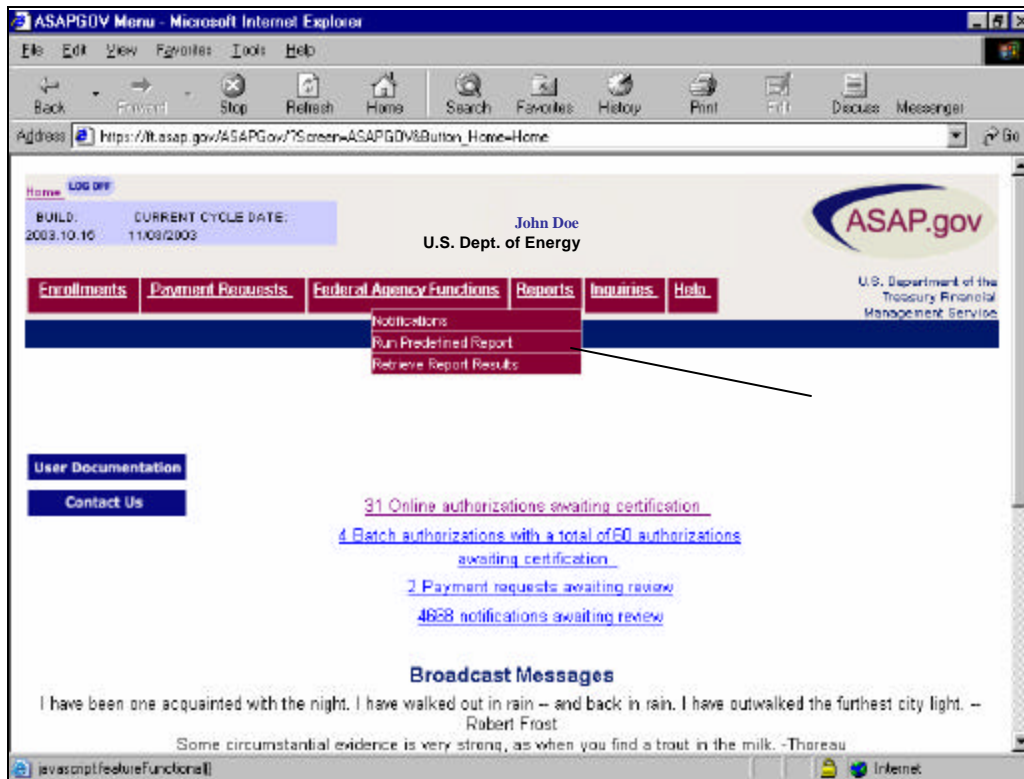 ASAPGOV Menu - Microsoft Internet Explorer
File Edit View Favorites Tools Help
Back Forward Stop Refresh Home Search Favorites History Print Edit Discuss Messenger
Address https://ft.asap.gov/ASAPGov/?Screen=ASAPGOV&Button_Home=Home Go
Home LOG OFF
BUILD: CURRENT CYCLE DATE:
2003.10.16 11/03/2003
John Doe
U.S. Dept. of Energy
ASAP.gov
U.S. Department of the
Treasury Financial
Management Service
Enrollments Payment Requests Federal Agency Functions Reports Inquiries Help
Notifications
Run Predefined Report
Retrieve Report Results
User Documentation
Contact Us
31 Online authorizations awaiting certification
4 Batch authorizations with a total of 60 authorizations
awaiting certification
2 Payment requests awaiting review
4668 notifications awaiting review
Broadcast Messages
I have been one acquainted with the night. I have walked out in rain -- and back in rain. I have outwalked the furthest city light. --
Robert Frost
Some circumstantial evidence is very strong, as when you find a trout in the milk. -Thoreau
javascript:featureFunctional() Internet